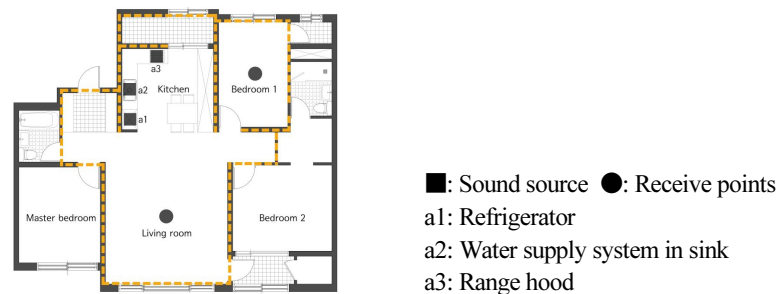 a3
a2
Kitchen
Bedroom 1
a1
Master bedroom
Living room
Bedroom 2
■: Sound source ●: Receive points
a1: Refrigerator
a2: Water supply system in sink
a3: Range hood